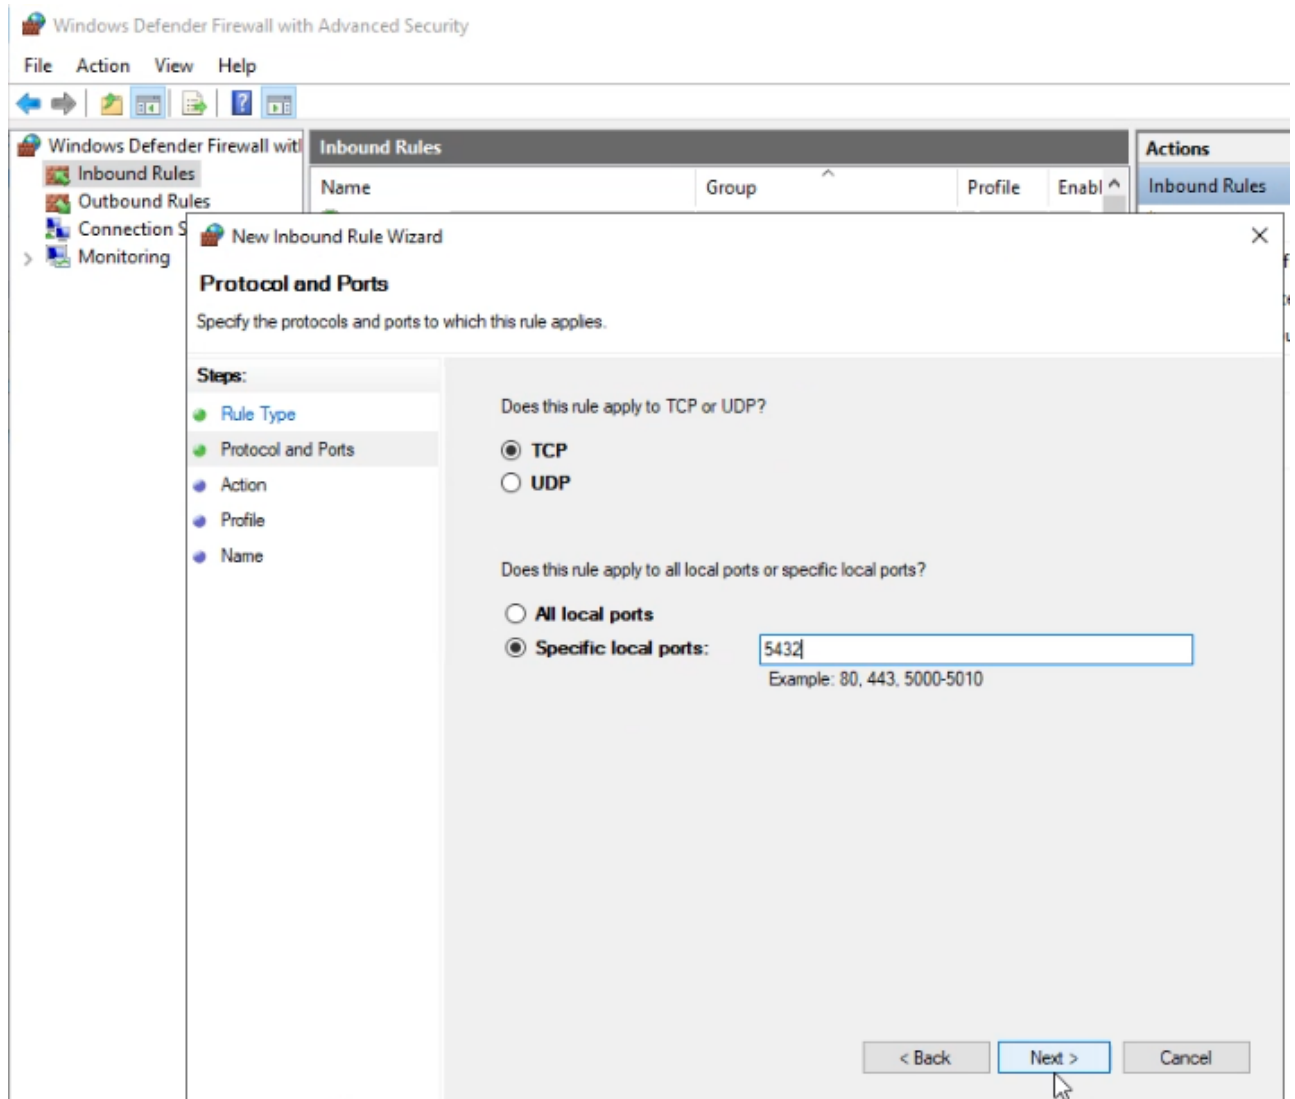 Windows Defender Firewall with Advanced Security
File Action View Help
Windows Defender Firewall with
Inbound Rules
Outbound Rules
Connection S
Monitoring
Inbound Rules
Name Group Profile Enabl
Actions
Inbound Rules
New Inbound Rule Wizard
Protocol and Ports
Specify the protocols and ports to which this rule applies.
Steps:
Rule Type
Protocol and Ports
Action
Profile
Name
Does this rule apply to TCP or UDP?
TCP
UDP
Does this rule apply to all local ports or specific local ports?
All local ports
Specific local ports: 5432
Example: 80, 443, 5000-5010
< Back Next > Cancel